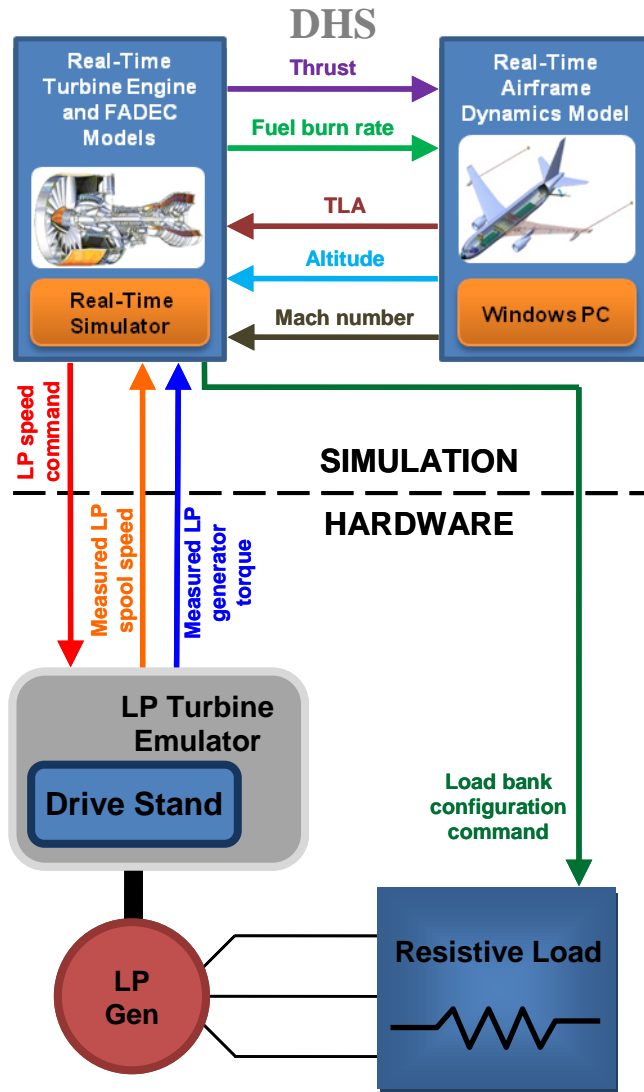 DHS
Real-Time
Turbine Engine
and FADEC
Models
Real-Time
Simulator
Thrust
Fuel burn rate
TLA
Altitude
Mach number
Real-Time
Airframe
Dynamics Model
Windows PC
LP speed
command
SIMULATION
HARDWARE
Measured LP
spool speed
Measured LP
generator
torque
LP Turbine
Emulator
Drive Stand
Load bank
configuration
command
LP
Gen
Resistive Load